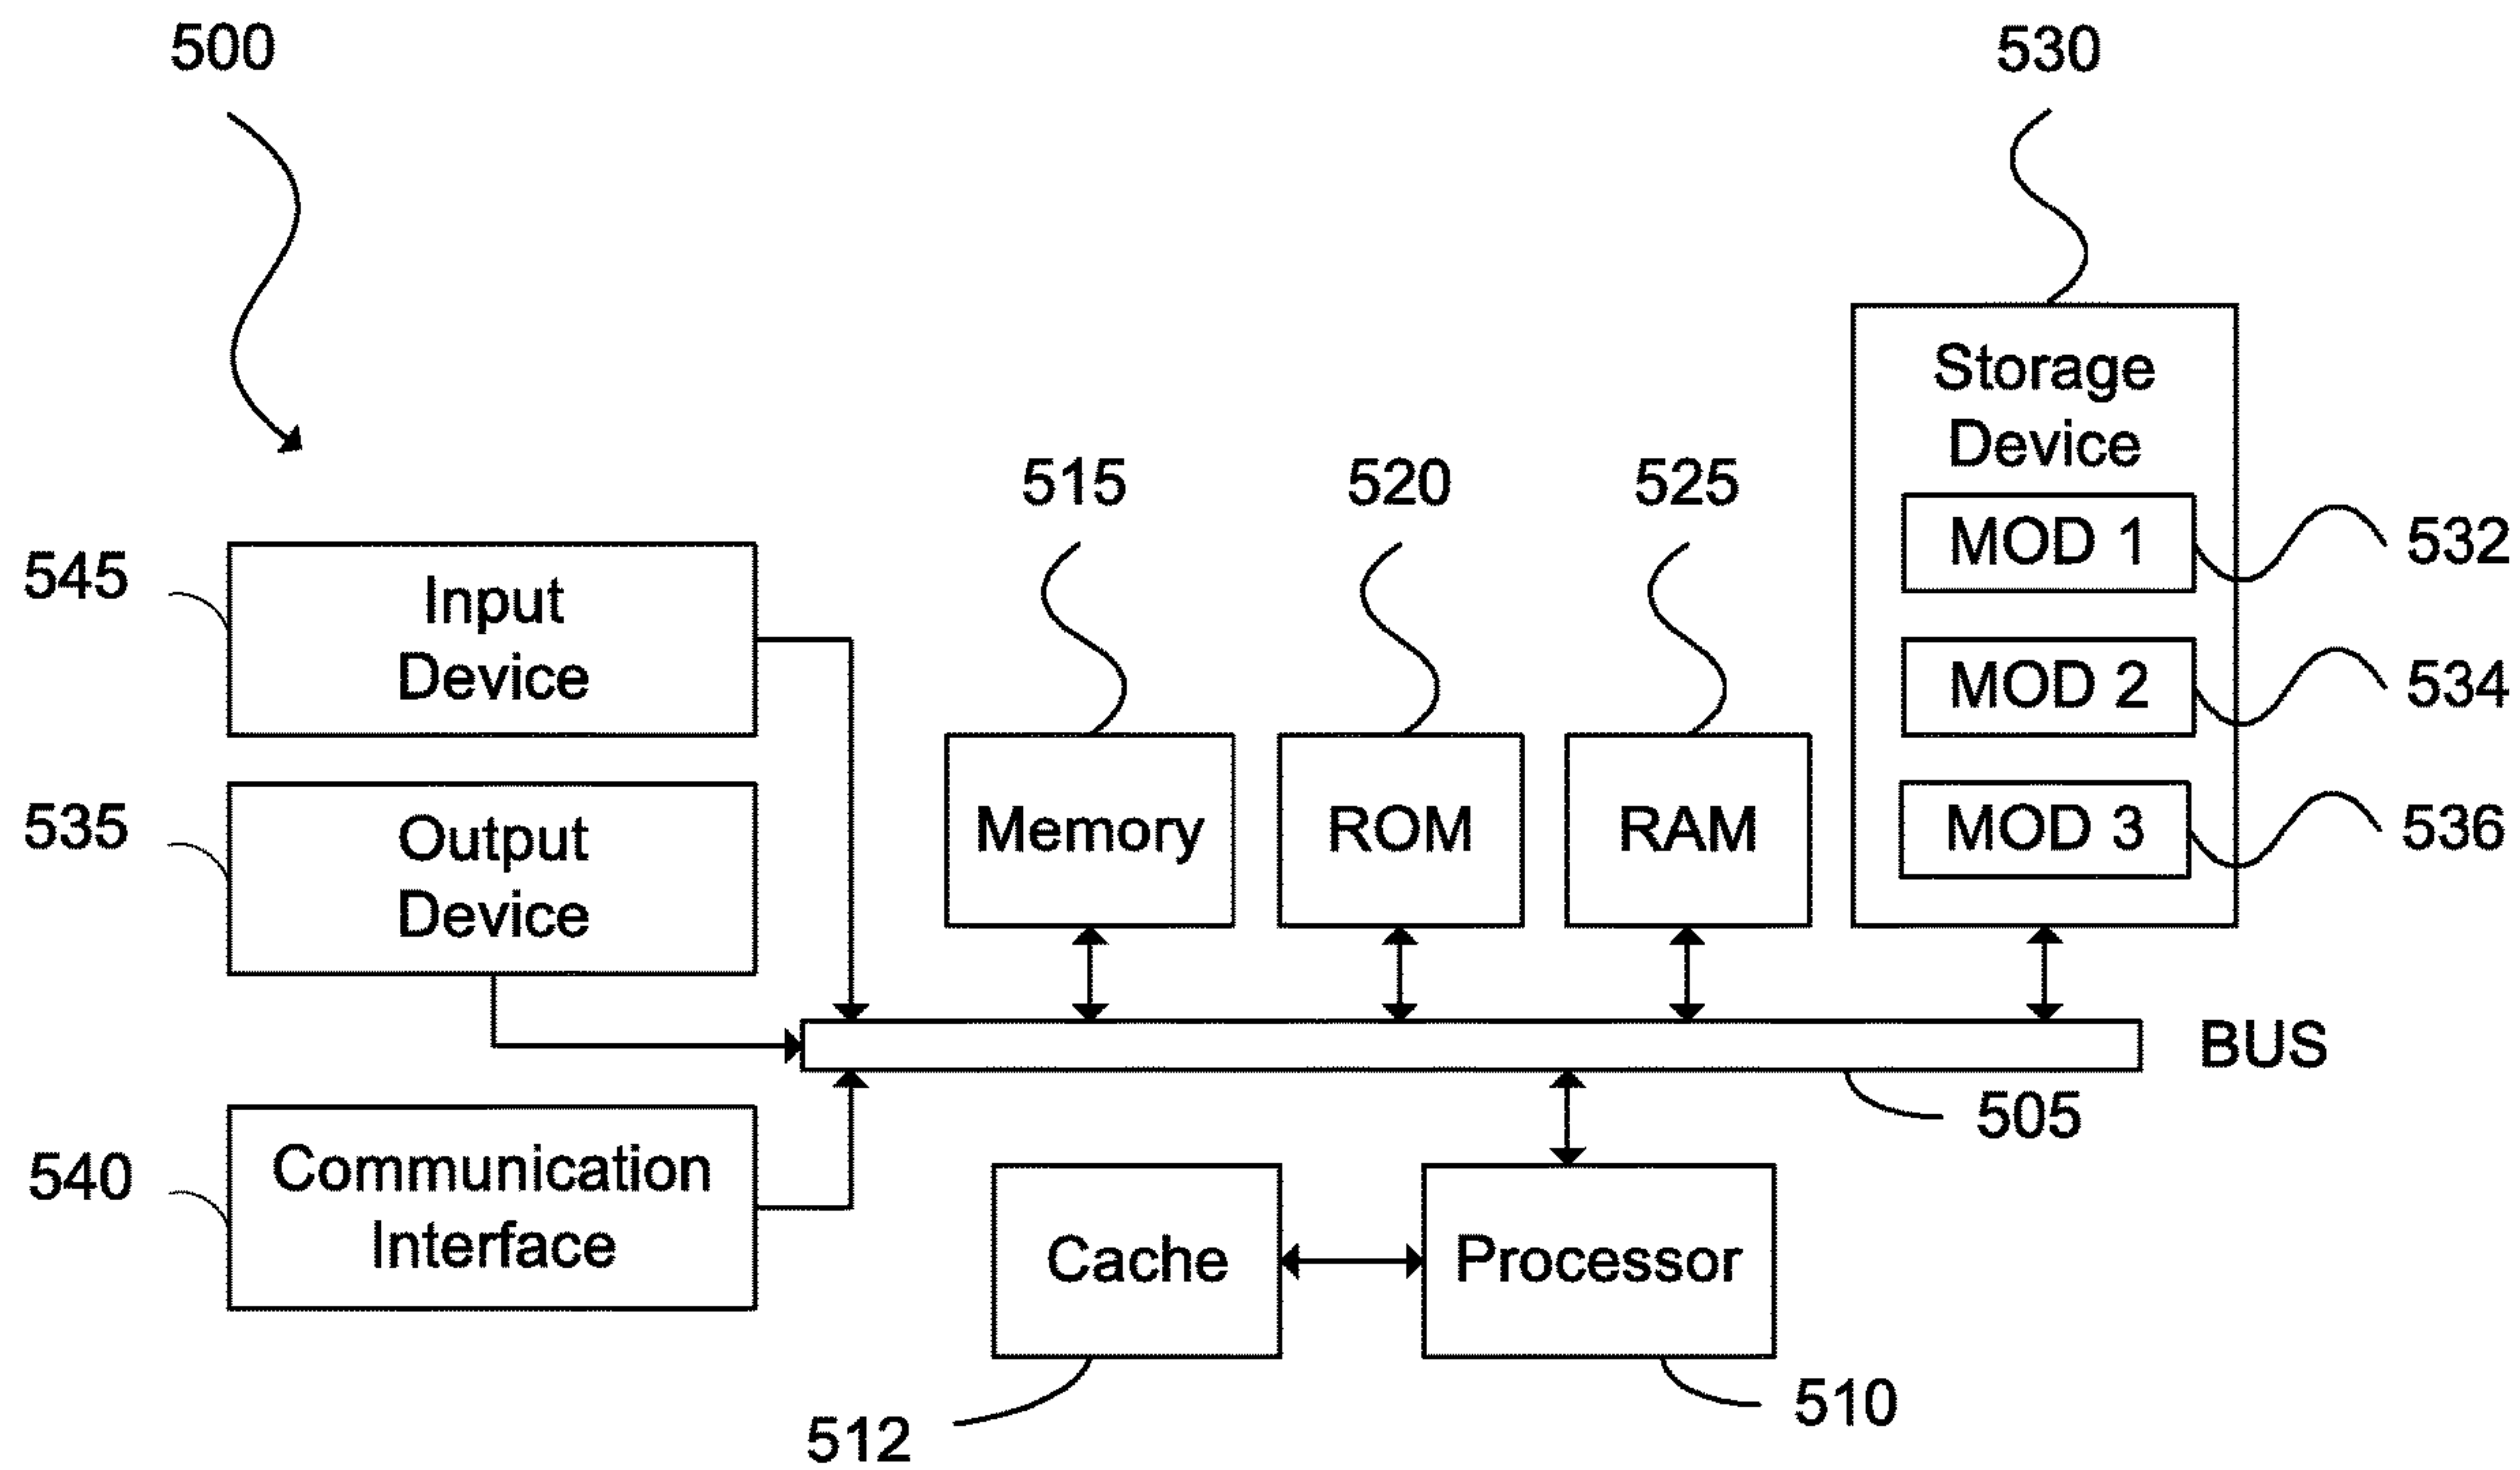 500
530
Storage
Device
515
520
525
MOD 1
532
545
Input
Device
MOD 2
534
535
Output
Device
Memory
ROM
RAM
MOD 3
536
BUS
505
540
Communication
Interface
Cache
Processor
512
510